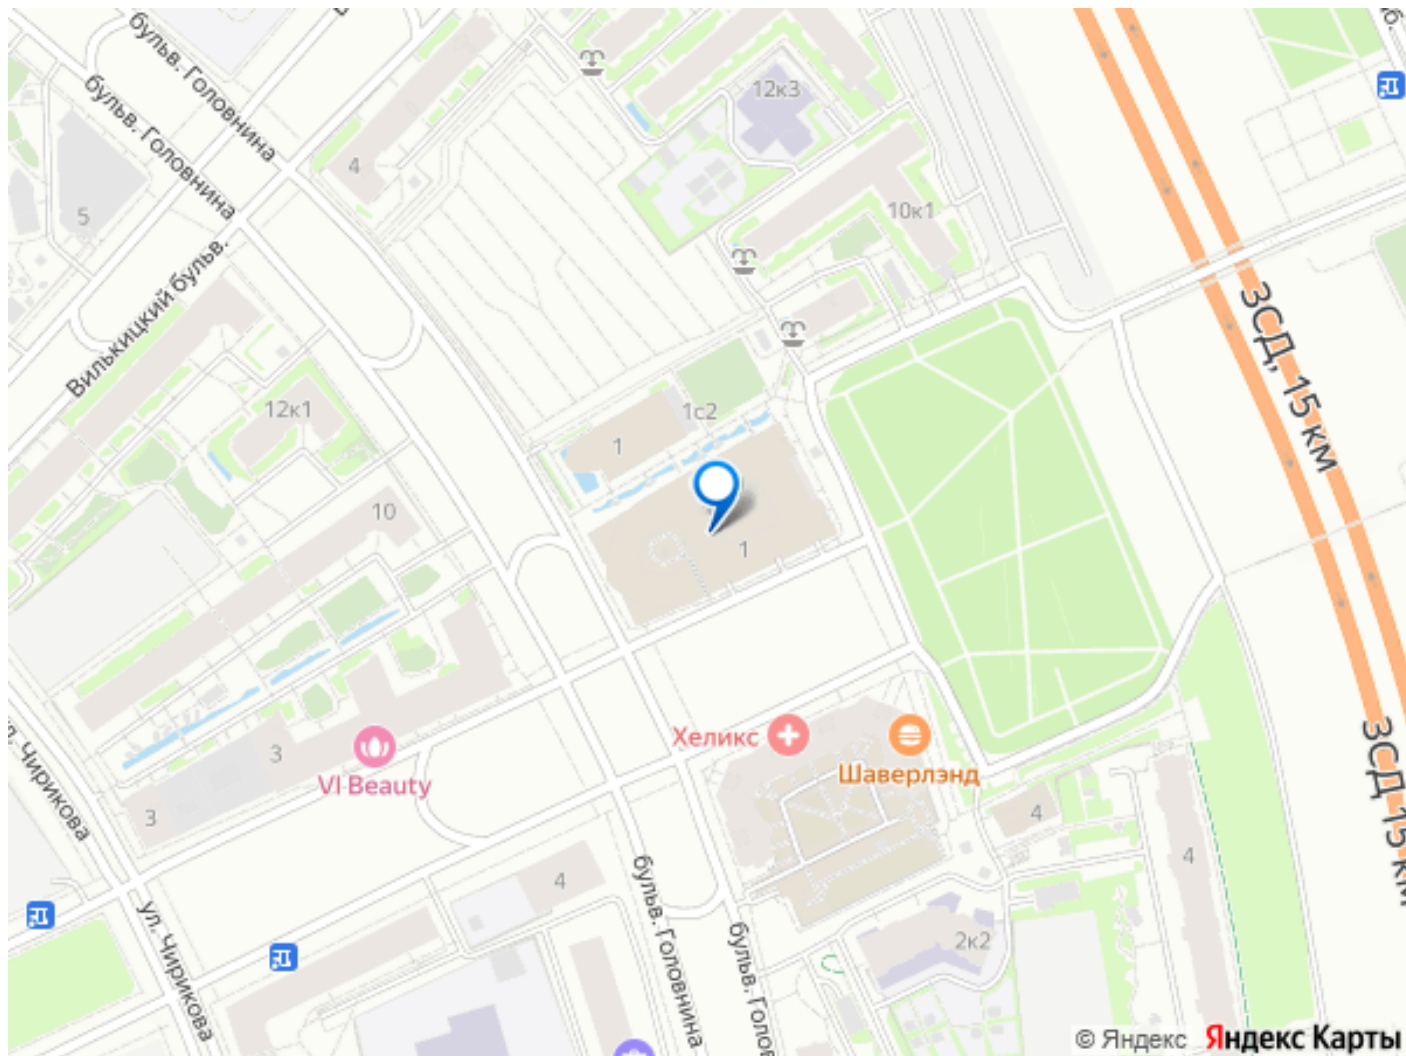 бульв. Головнина
бульв. Головнина
12к3
4
5
10к1
Вилькицкий бульв.
ЗСД, 15 км
12к1
1с2
1
10
1
Хеликс
Шаверлэнд
3
VI Beauty
3
4
4
ул. Чирикова
ЗСД 15 км
4
ул. Чирикова
бульв. Головнина
бульв. Голов
2к2
© Яндекс Яндекс Карты